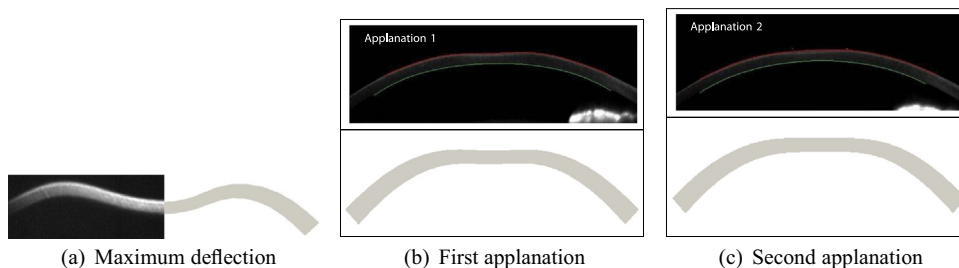 Applanation 1
Applanation 2
(a) Maximum deflection
(b) First applanation
(c) Second applanation